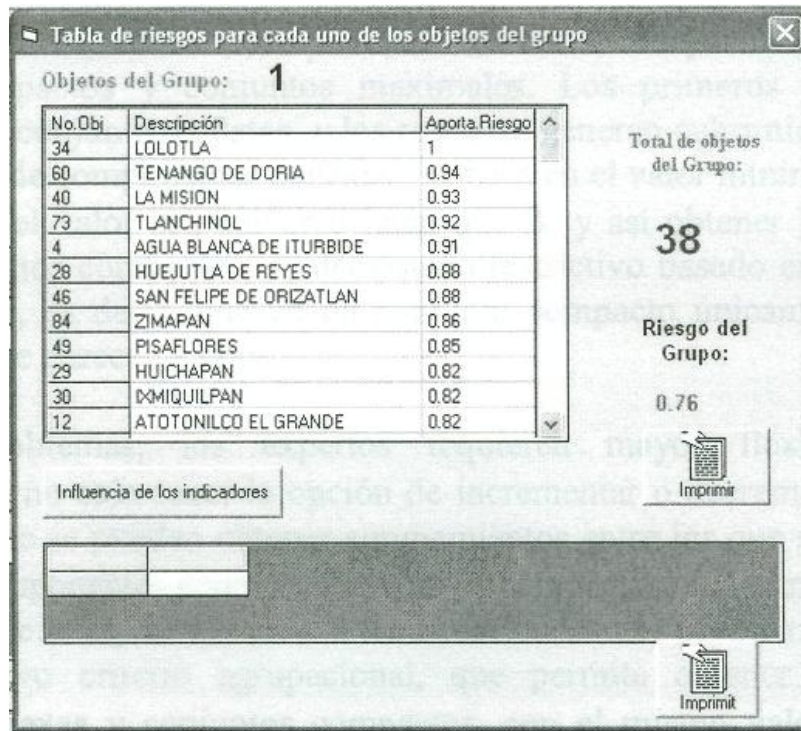 Tabla de riesgos para cada uno de los objetos del grupo
Objetos del Grupo: 1
No.Obj Descripción Aporta.Riesgo
34 LOLOTLA 1
60 TENANGO DE DORIA 0.94
40 LA MISION 0.93
73 TLANCHINOL 0.92
4 AGUA BLANCA DE ITURBIDE 0.91
28 HUEJUTLA DE REYES 0.88
46 SAN FELIPE DE ORIZATLAN 0.88
84 ZIMAPAN 0.86
49 PISAFLORES 0.85
29 HUICHAPAN 0.82
30 IXMIQUILPAN 0.82
12 ATOTONILCO EL GRANDE 0.82
Total de objetos
del Grupo:
38
Riesgo del
Grupo:
0.76
Imprimir
Influencia de los indicadores
Imprimit